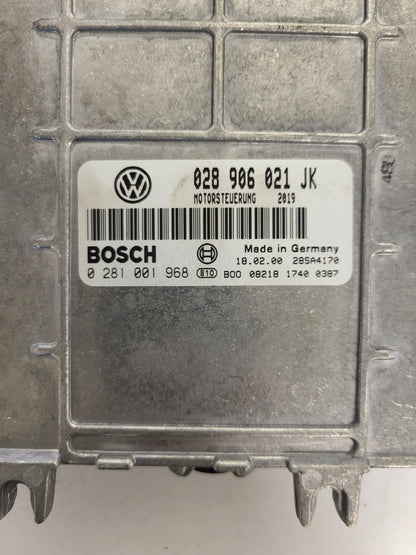 028 906 021 JK
MOTORSTEUERUNG 2019
BOSCH
Made in Germany
18.02.00 28SA4170
0 281 001 968 810 B00 08218 1740 0387